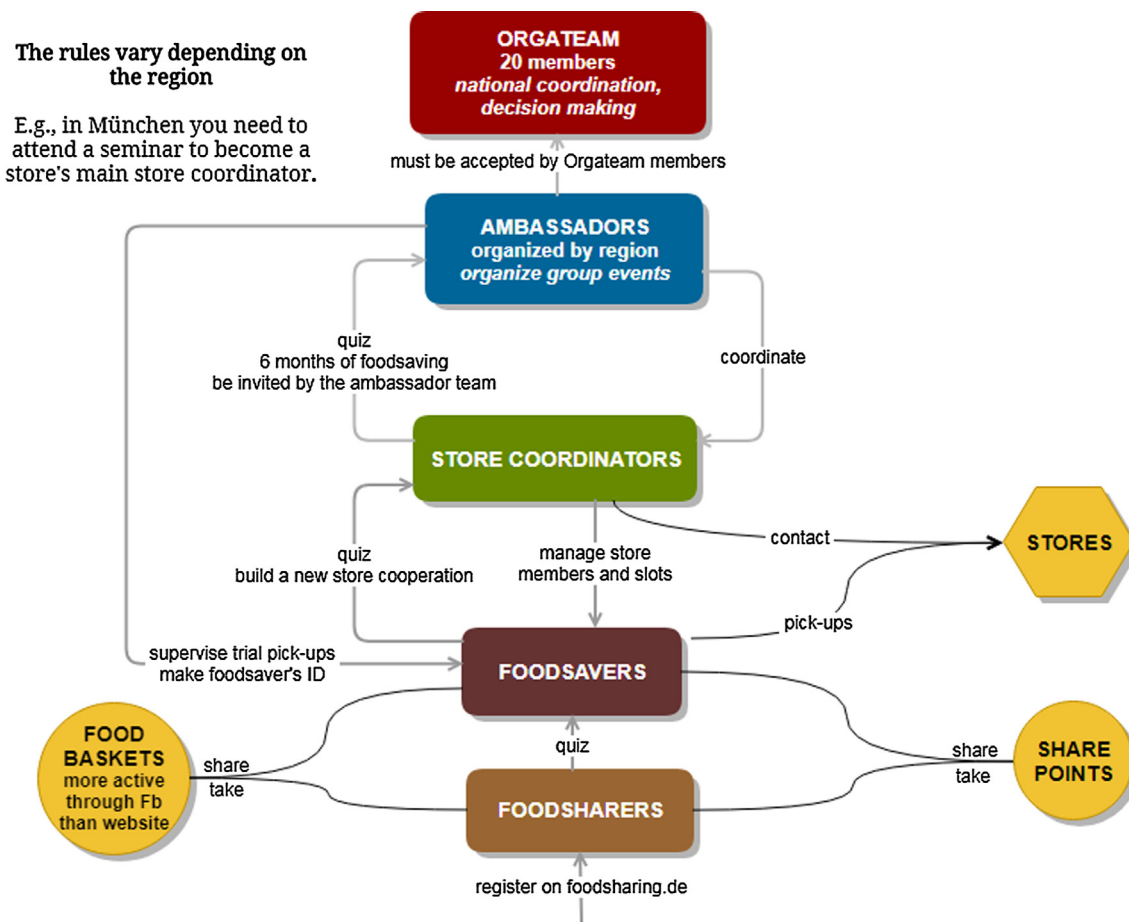 The rules vary depending on
the region
E.g., in München you need to
attend a seminar to become a
store's main store coordinator.
ORGATEAM
20 members
national coordination,
decision making
must be accepted by Orgateam members
AMBASSADORS
organized by region
organize group events
quiz
6 months of foodsaving
be invited by the ambassador team
coordinate
STORE COORDINATORS
quiz
build a new store cooperation
manage store
members and slots
contact
STORES
pick-ups
supervise trial pick-ups
make foodsaver's ID
FOODSAVERS
FOOD
BASKETS
more active
through Fb
than website
share
take
quiz
share
take
SHARE
POINTS
FOODSHARERS
register on foodsharing.de